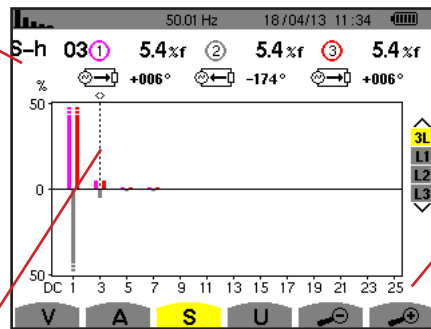 50.01 Hz 18/04/13 11:34
S-h 03 1 5.4%f 2 5.4%f 3 5.4%f
+006° -174° +006°
%
50
0
50
3L
L1
L2
L3
DC 1 3 5 7 9 11 13 15 17 19 21 23 25
V A S U